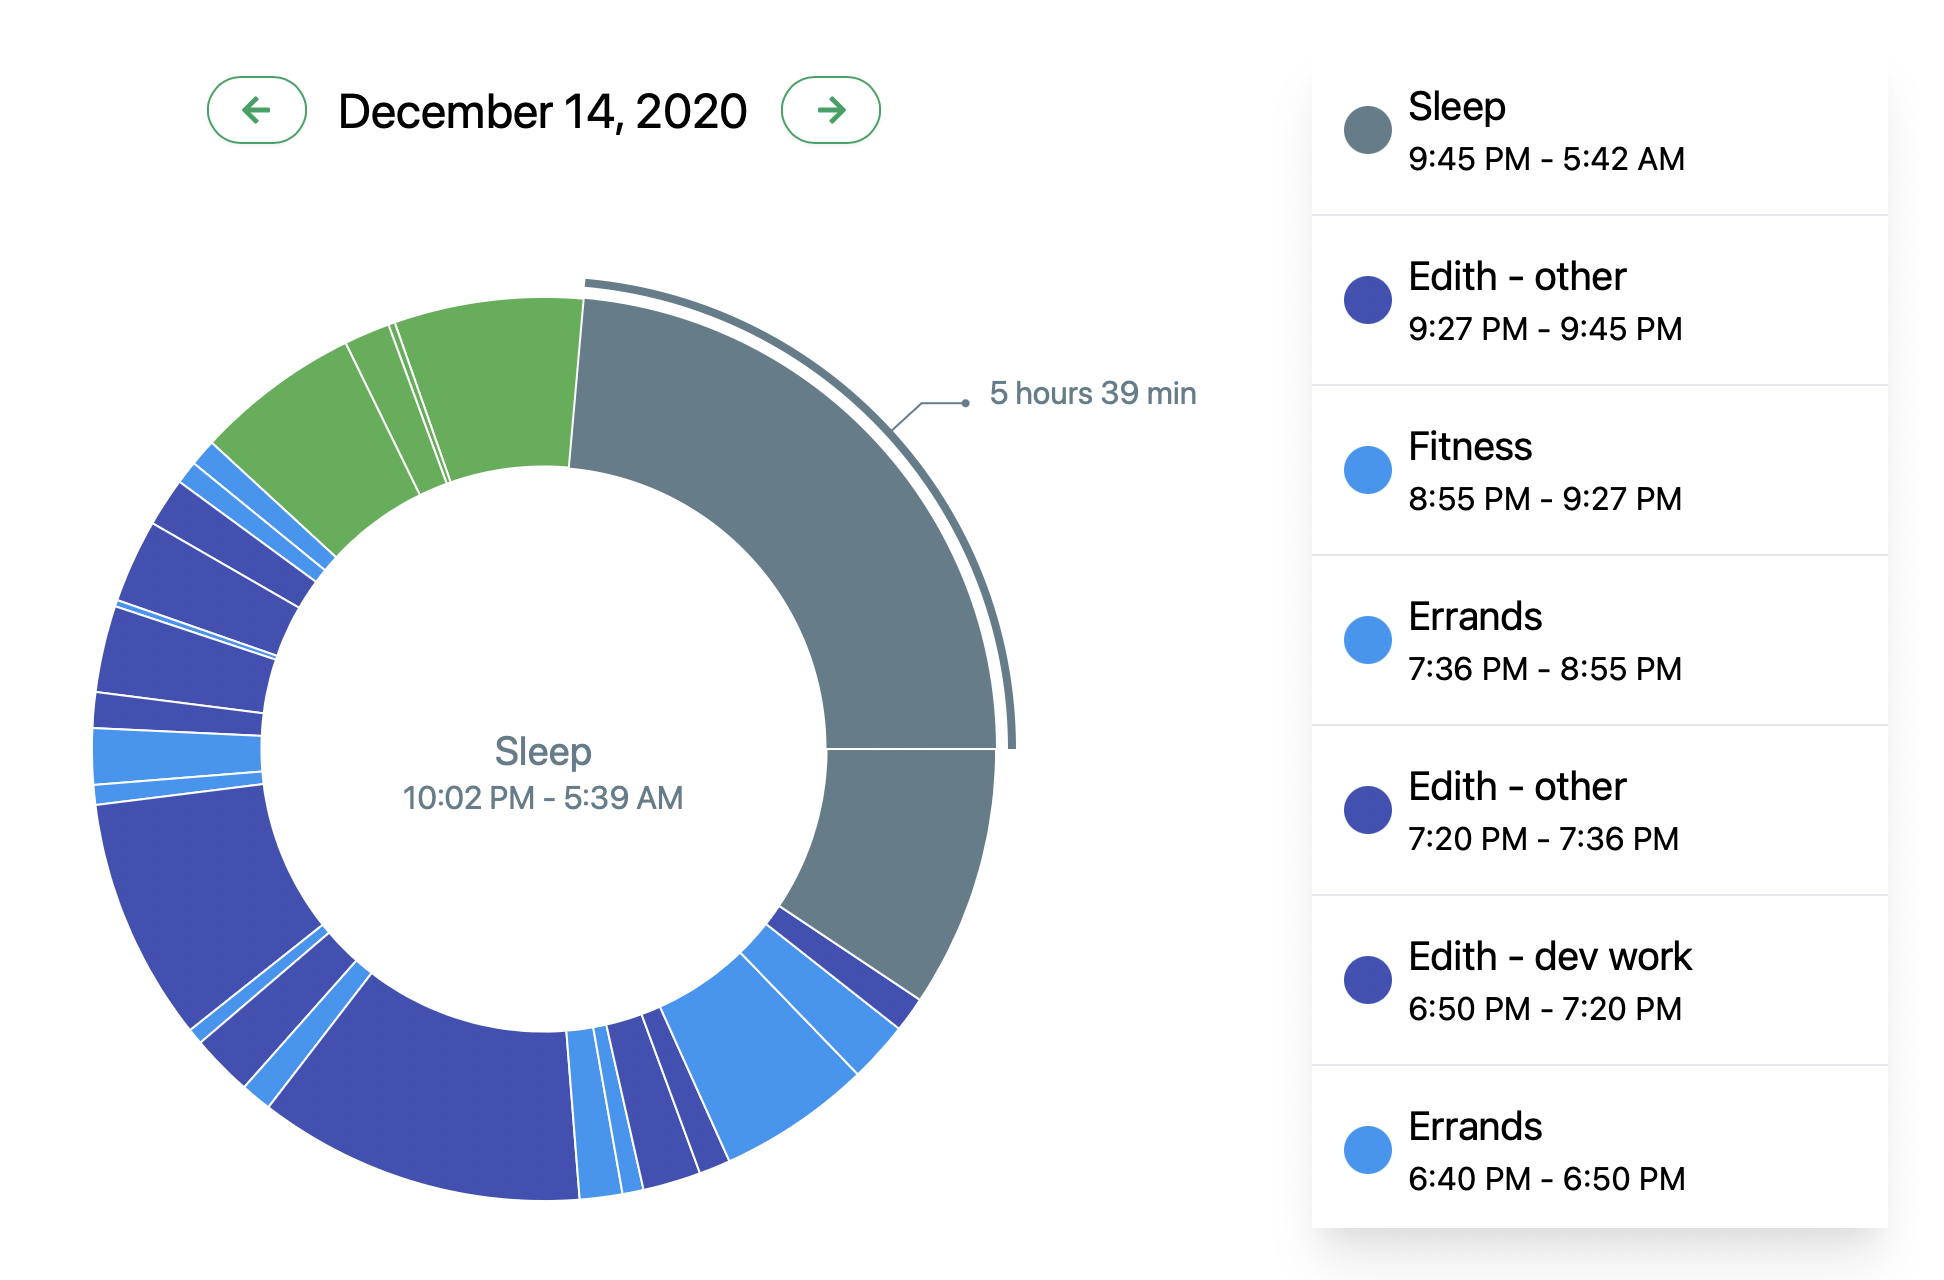 December 14, 2020
5 hours 39 min
Sleep
10:02 PM - 5:39 AM
Sleep
9:45 PM - 5:42 AM
Edith - other
9:27 PM - 9:45 PM
Fitness
8:55 PM - 9:27 PM
Errands
7:36 PM - 8:55 PM
Edith - other
7:20 PM - 7:36 PM
Edith - dev work
6:50 PM - 7:20 PM
Errands
6:40 PM - 6:50 PM